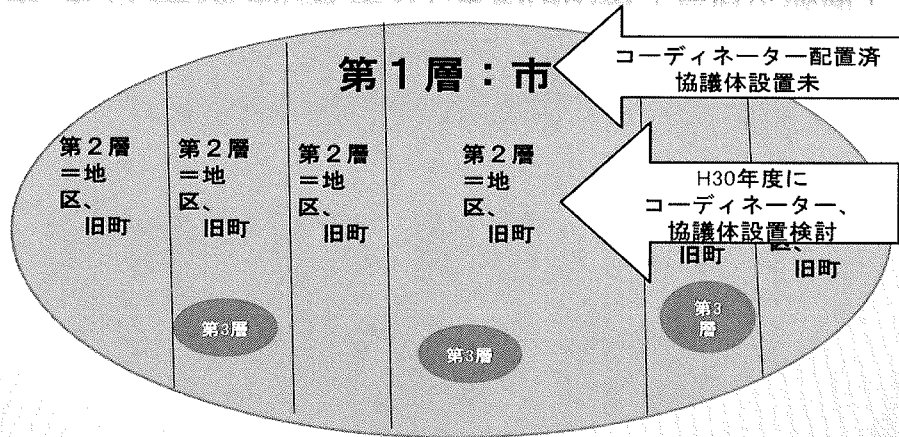 第1層：市
コーディネーター配置済
協議体設置未
第2層
＝地
区、
旧町
第2層
＝地
区、
旧町
第2層
＝地
区、
旧町
第2層
＝地
区、
旧町
H30年度に
コーディネーター、
協議体設置検討
旧町
区、
旧町
第3層
第3層
第3
層